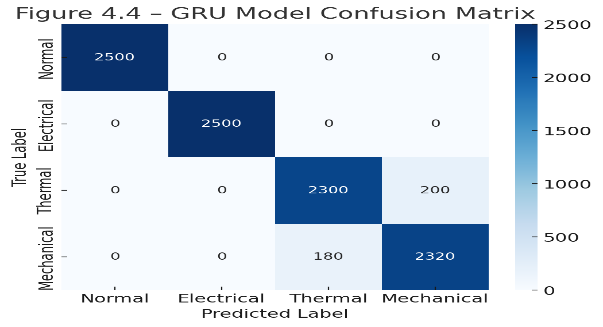 Figure 4.4 – GRU Model Confusion Matrix
True Label
Normal 2500 0 0 0
Electrical 0 2500 0 0
Thermal 0 0 2300 200
Mechanical 0 0 180 2320
Normal Electrical Thermal Mechanical
Predicted Label
2500
2000
1500
1000
500
0